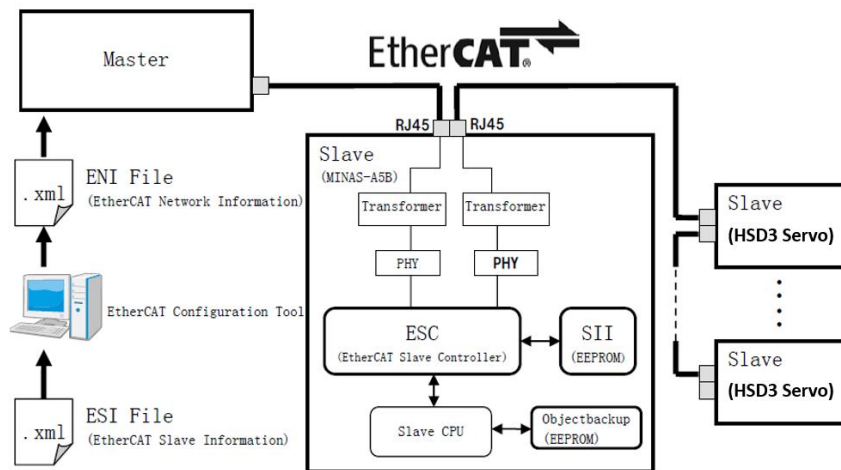 Master
EtherCAT®
RJ45
RJ45
Slave
(MINAS-A5B)
Transformer
Transformer
PHY
PHY
ESC
(EtherCAT Slave Controller)
SII
(EEPROM)
Slave CPU
Objectbackup
(EEPROM)
.xml
ENI File
(EtherCAT Network Information)
EtherCAT Configuration Tool
.xml
ESI File
(EtherCAT Slave Information)
Slave
(HSD3 Servo)
Slave
(HSD3 Servo)